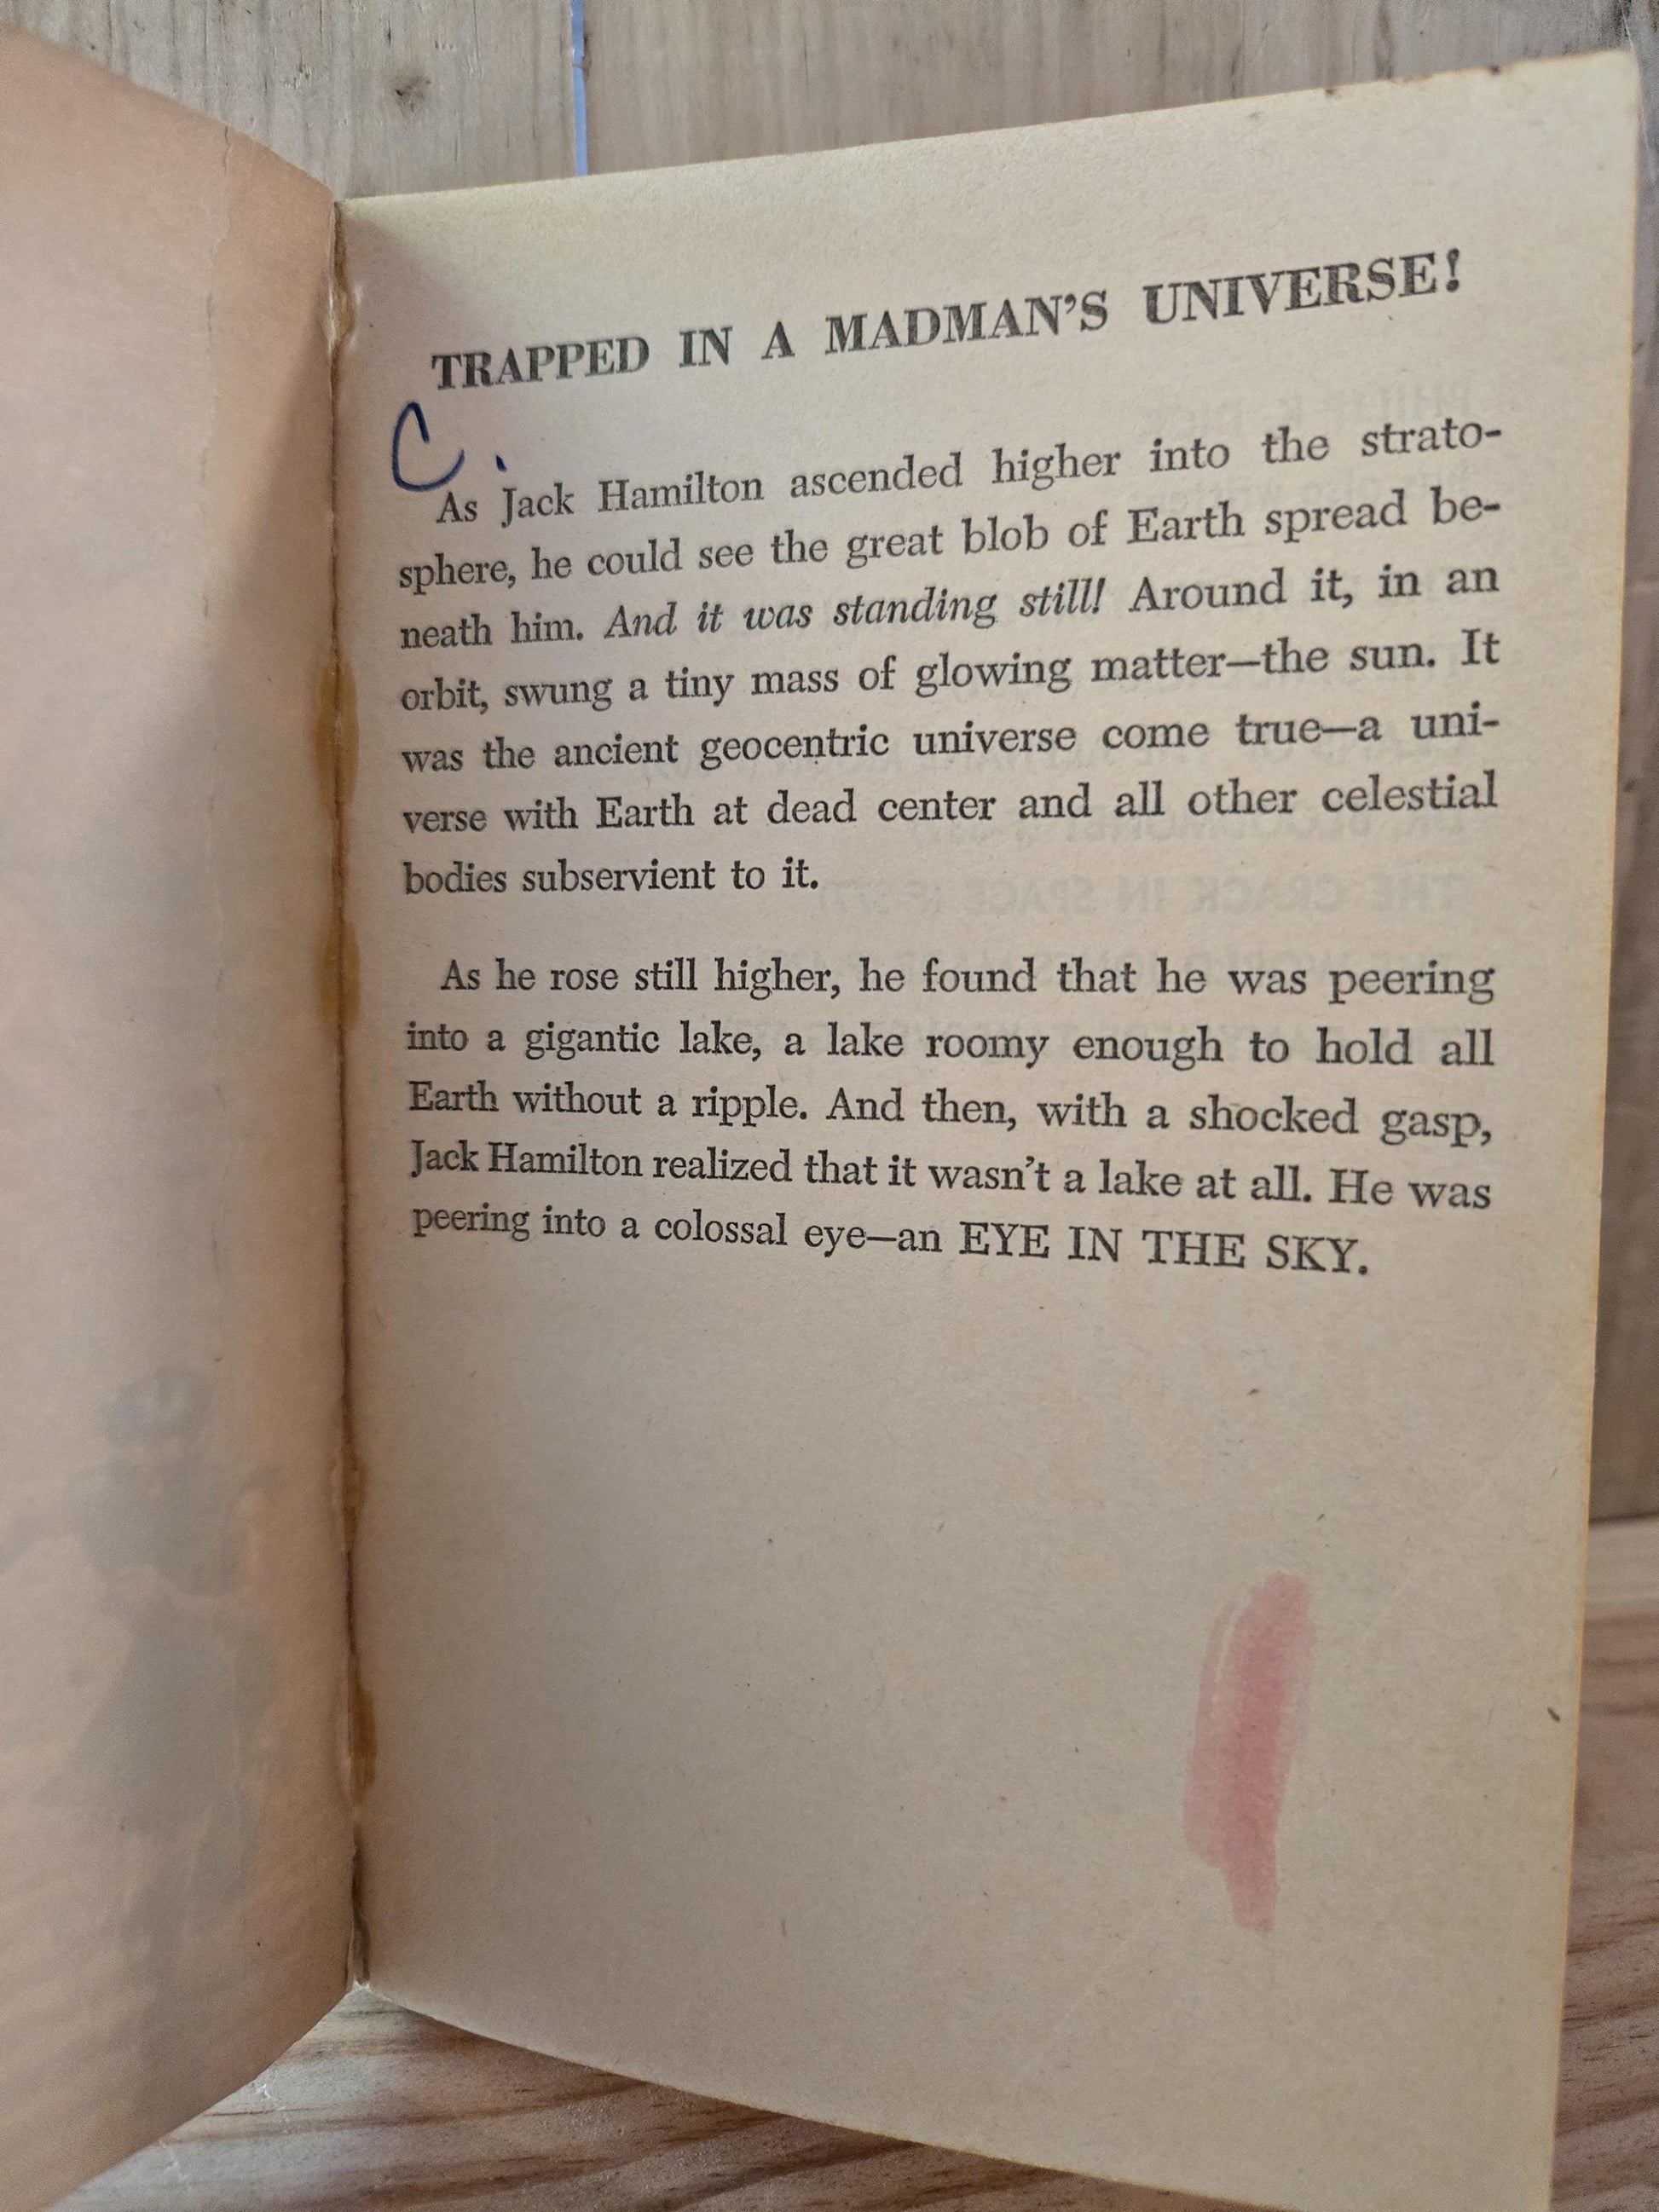 TRAPPED IN A MADMAN'S UNIVERSE!
C.
As Jack Hamilton ascended higher into the strato-
sphere, he could see the great blob of Earth spread be-
neath him. And it was standing still! Around it, in an
orbit, swung a tiny mass of glowing matter—the sun. It
was the ancient geocentric universe come true—a uni-
verse with Earth at dead center and all other celestial
bodies subservient to it.
As he rose still higher, he found that he was peering
into a gigantic lake, a lake roomy enough to hold all
Earth without a ripple. And then, with a shocked gasp,
Jack Hamilton realized that it wasn't a lake at all. He was
peering into a colossal eye—an EYE IN THE SKY.